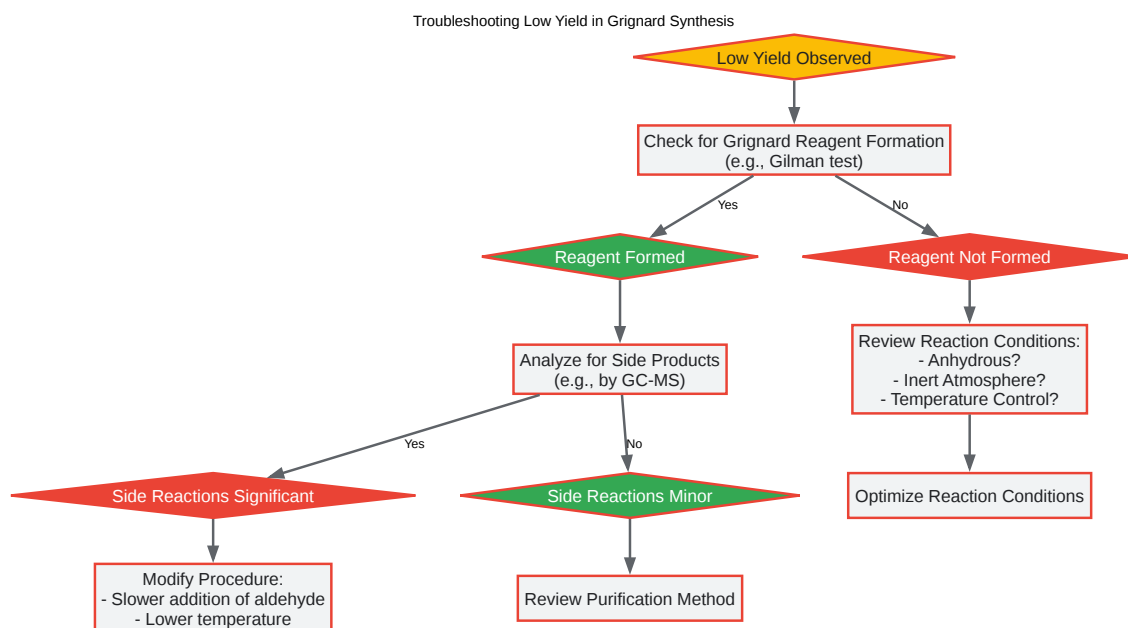 Troubleshooting Low Yield in Grignard Synthesis
Low Yield Observed
Check for Grignard Reagent Formation
(e.g., Gilman test)
Yes
No
Reagent Formed
Reagent Not Formed
Analyze for Side Products
(e.g., by GC-MS)
Review Reaction Conditions:
- Anhydrous?
- Inert Atmosphere?
- Temperature Control?
Yes
No
Side Reactions Significant
Side Reactions Minor
Optimize Reaction Conditions
Modify Procedure:
- Slower addition of aldehyde
- Lower temperature
Review Purification Method